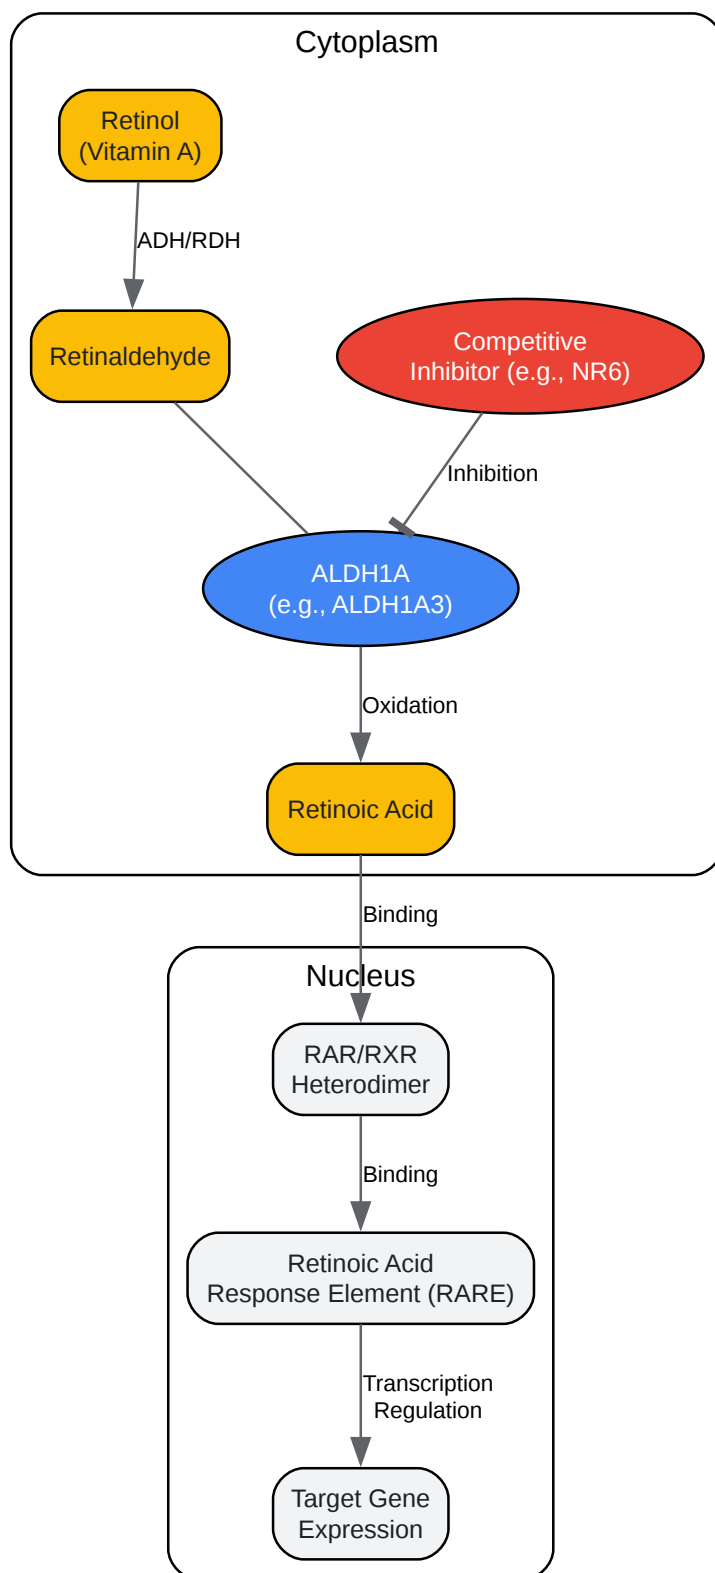 Cytoplasm
Retinol
(Vitamin A)
ADH/RDH
Retinaldehyde
Competitive
Inhibitor (e.g., NR6)
Inhibition
ALDH1A
(e.g., ALDH1A3)
Oxidation
Retinoic Acid
Binding
Nucleus
RAR/RXR
Heterodimer
Binding
Retinoic Acid
Response Element (RARE)
Transcription
Regulation
Target Gene
Expression